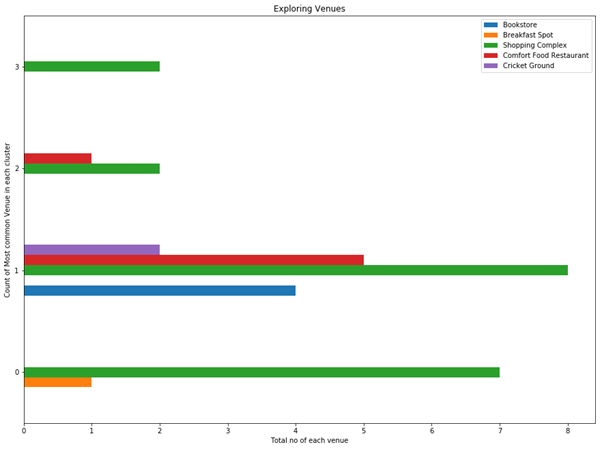 Exploring Venues
Bookstore
Breakfast Spot
Shopping Complex
Comfort Food Restaurant
Cricket Ground
Count of Most common Venue in each cluster
3
2
1
0
0 1 2 3 4 5 6 7 8
Total no of each venue